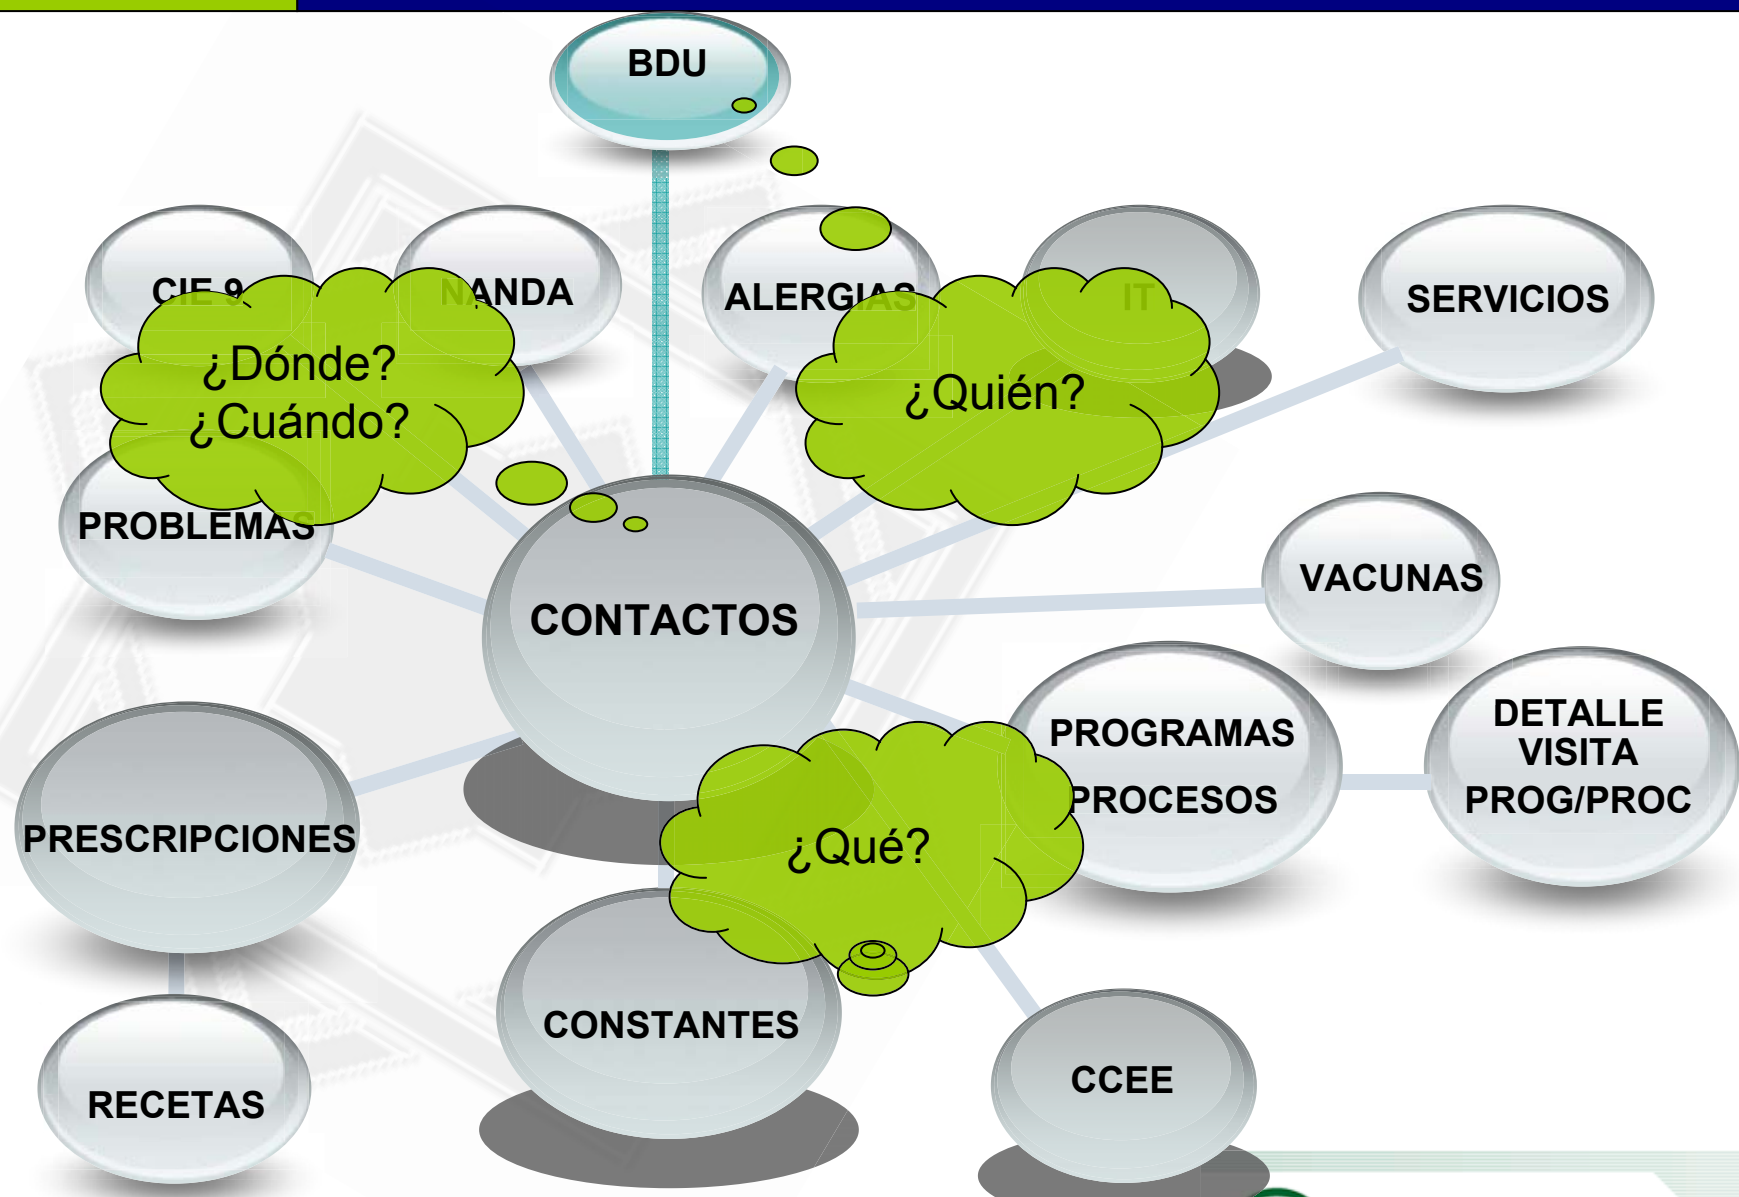 BDU
CIE 9
NANDA
ALERGIAS
IT
SERVICIOS
¿Dónde?
¿Cuándo?
¿Quién?
PROBLEMAS
VACUNAS
CONTACTOS
PROGRAMAS
PROCESOS
DETALLE
VISITA
PROG/PROC
PRESCRIPCIONES
¿Qué?
CONSTANTES
CCEE
RECETAS